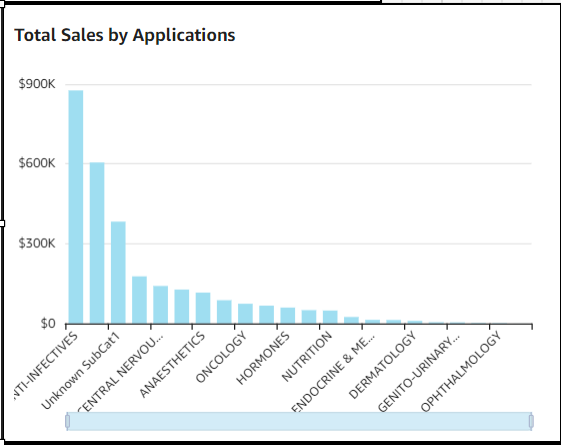 Total Sales by Applications
$900K
$600K
$300K
$0
NTI-INFECTIVES
Unknown SubCat1
CENTRAL NERVOU...
ANAESTHETICS
ONCOLOGY
HORMONES
NUTRITION
ENDOCRINE & ME...
DERMATOLOGY
GENITO-URINARY...
OPHTHALMOLOGY